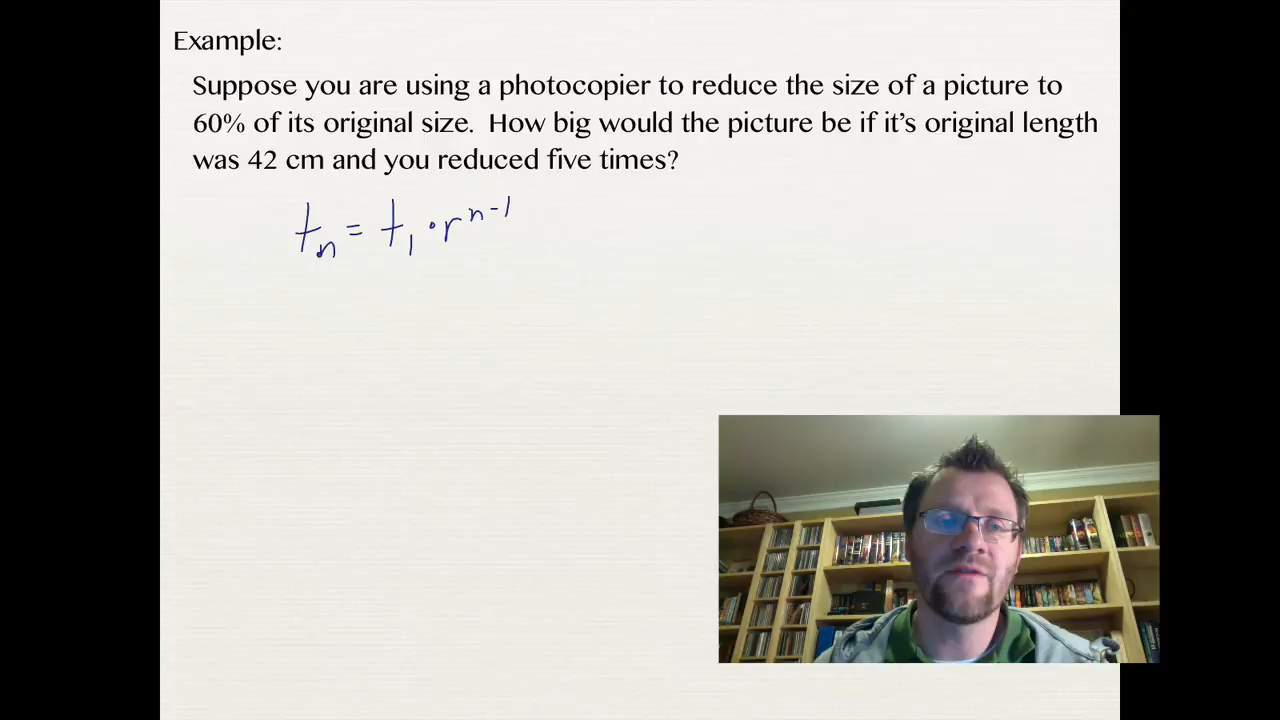 Example:
Suppose you are using a photocopier to reduce the size of a picture to
60% of its original size.  How big would the picture be if it's original length
was 42 cm and you reduced five times?
tₙ = t₁ · rⁿ⁻¹